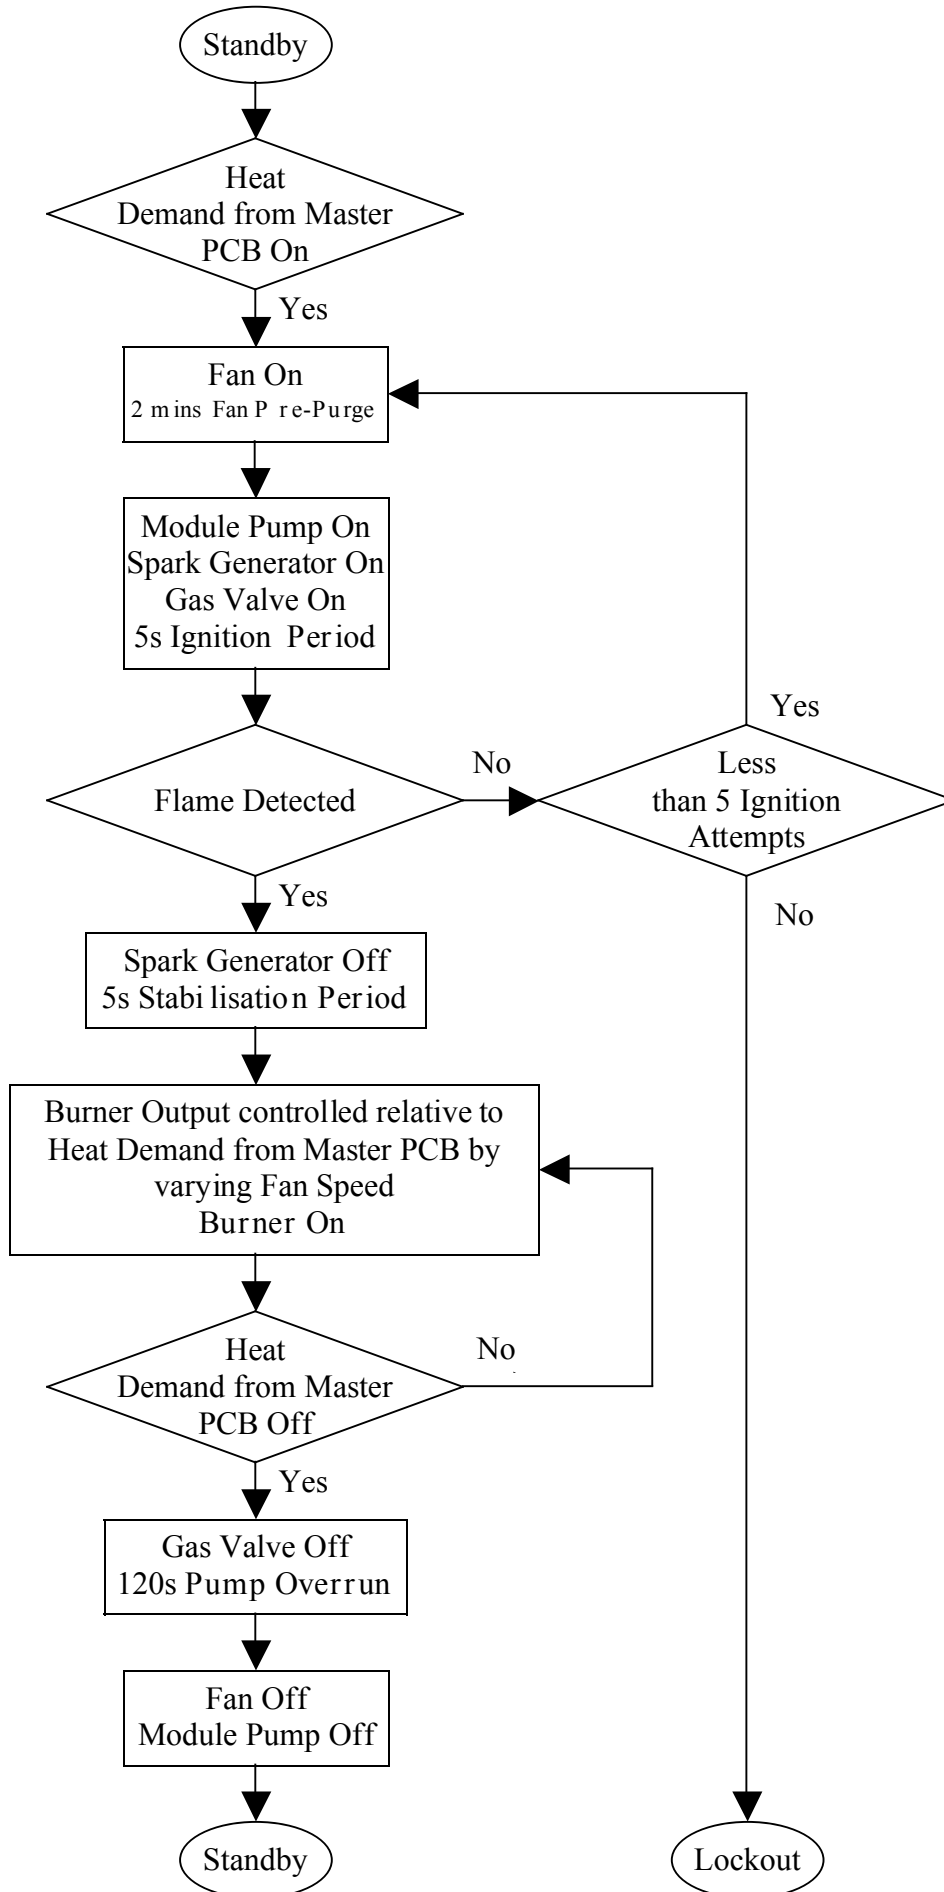 Standby
Heat
Demand from Master
PCB On
Yes
Fan On
2 mins Fan Pre-Purge
Module Pump On
Spark Generator On
Gas Valve On
5s Ignition Period
Yes
Flame Detected
No
Less
than 5 Ignition
Attempts
Yes
No
Spark Generator Off
5s Stabilisation Period
Burner Output controlled relative to
Heat Demand from Master PCB by
varying Fan Speed
Burner On
Heat
Demand from Master
PCB Off
No
Yes
Gas Valve Off
120s Pump Overrun
Fan Off
Module Pump Off
Standby
Lockout